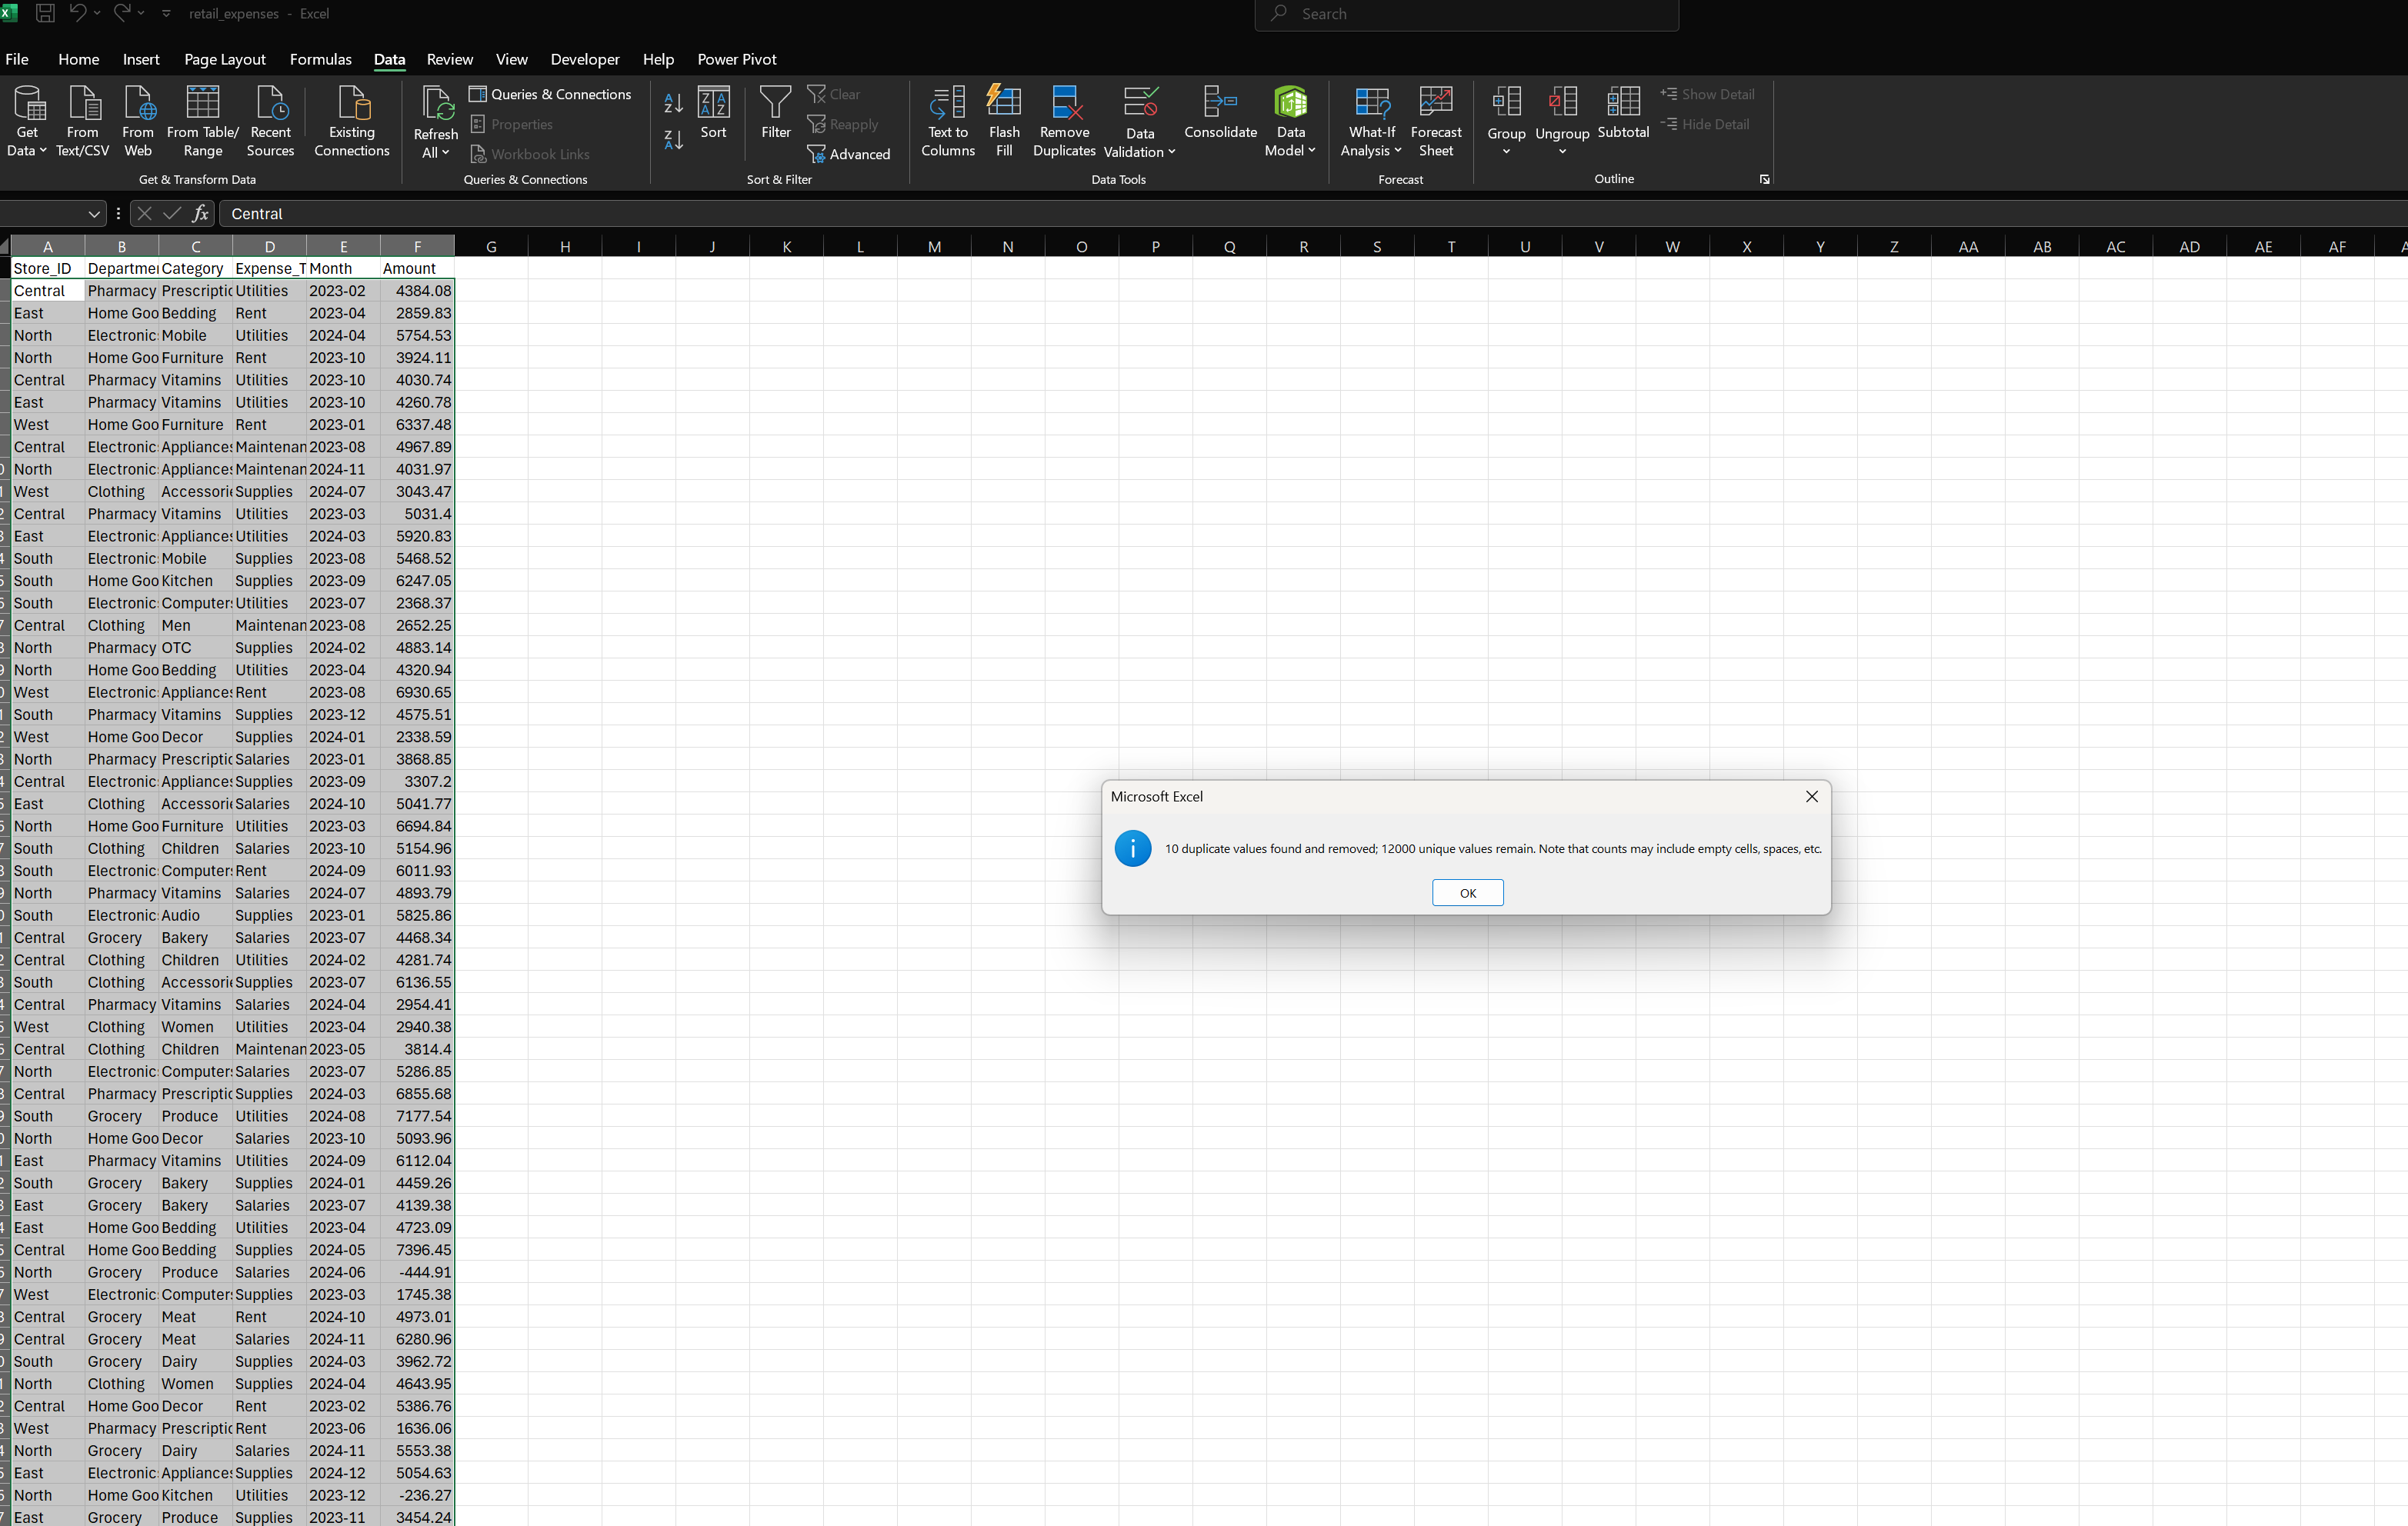 retail_expenses - Excel
Search
File Home Insert Page Layout Formulas Data Review View Developer Help Power Pivot
Get Data
From Text/CSV
From Web
From Table/ Range
Recent Sources
Existing Connections
Get & Transform Data
Refresh All
Queries & Connections
Properties
Workbook Links
Queries & Connections
Sort
Filter
Clear
Reapply
Advanced
Sort & Filter
Text to Columns
Flash Fill
Remove Duplicates
Data Validation
Consolidate
Data Model
Data Tools
What-If Analysis
Forecast Sheet
Forecast
Group
Ungroup
Subtotal
Show Detail
Hide Detail
Outline
fx Central
A B C D E F G H I J K L M N O P Q R S T U V W X Y Z AA AB AC AD AE AF
Store_ID Departmen Category Expense_T Month Amount
Central Pharmacy Prescriptic Utilities 2023-02 4384.08
East Home Goo Bedding Rent 2023-04 2859.83
North Electronic Mobile Utilities 2024-04 5754.53
North Home Goo Furniture Rent 2023-10 3924.11
Central Pharmacy Vitamins Utilities 2023-10 4030.74
East Pharmacy Vitamins Utilities 2023-10 4260.78
West Home Goo Furniture Rent 2023-01 6337.48
Central Electronic Appliances Maintenan 2023-08 4967.89
North Electronic Appliances Maintenan 2024-11 4031.97
West Clothing Accessorie Supplies 2024-07 3043.47
Central Pharmacy Vitamins Utilities 2023-03 5031.4
East Electronic Appliances Utilities 2024-03 5920.83
South Electronic Mobile Supplies 2023-08 5468.52
South Home Goo Kitchen Supplies 2023-09 6247.05
South Electronic Computers Utilities 2023-07 2368.37
Central Clothing Men Maintenan 2023-08 2652.25
North Pharmacy OTC Supplies 2024-02 4883.14
North Home Goo Bedding Utilities 2023-04 4320.94
West Electronic Appliances Rent 2023-08 6930.65
South Pharmacy Vitamins Supplies 2023-12 4575.51
West Home Goo Decor Supplies 2024-01 2338.59
North Pharmacy Prescriptic Salaries 2023-01 3868.85
Central Electronic Appliances Supplies 2023-09 3307.2
East Clothing Accessorie Salaries 2024-10 5041.77
North Home Goo Furniture Utilities 2023-03 6694.84
South Clothing Children Salaries 2023-10 5154.96
South Electronic Computers Rent 2024-09 6011.93
North Pharmacy Vitamins Salaries 2024-07 4893.79
South Electronic Audio Supplies 2023-01 5825.86
Central Grocery Bakery Salaries 2023-07 4468.34
Central Clothing Children Utilities 2024-02 4281.74
South Clothing Accessorie Supplies 2023-07 6136.55
Central Pharmacy Vitamins Salaries 2024-04 2954.41
West Clothing Women Utilities 2023-04 2940.38
Central Clothing Children Maintenan 2023-05 3814.4
North Electronic Computers Salaries 2023-07 5286.85
Central Pharmacy Prescriptic Supplies 2024-03 6855.68
South Grocery Produce Utilities 2024-08 7177.54
North Home Goo Decor Salaries 2023-10 5093.96
East Pharmacy Vitamins Utilities 2024-09 6112.04
South Grocery Bakery Supplies 2024-01 4459.26
East Grocery Bakery Salaries 2023-07 4139.38
East Home Goo Bedding Utilities 2023-04 4723.09
Central Home Goo Bedding Supplies 2024-05 7396.45
North Grocery Produce Salaries 2024-06 -444.91
West Electronic Computers Supplies 2023-03 1745.38
Central Grocery Meat Rent 2024-10 4973.01
Central Grocery Meat Salaries 2024-11 6280.96
South Grocery Dairy Supplies 2024-03 3962.72
North Clothing Women Supplies 2024-04 4643.95
Central Home Goo Decor Rent 2023-02 5386.76
West Pharmacy Prescriptic Rent 2023-06 1636.06
North Grocery Dairy Salaries 2024-11 5553.38
East Electronic Appliances Supplies 2024-12 5054.63
North Home Goo Kitchen Utilities 2023-12 -236.27
East Grocery Produce Supplies 2023-11 3454.24
Microsoft Excel
10 duplicate values found and removed; 12000 unique values remain. Note that counts may include empty cells, spaces, etc.
OK